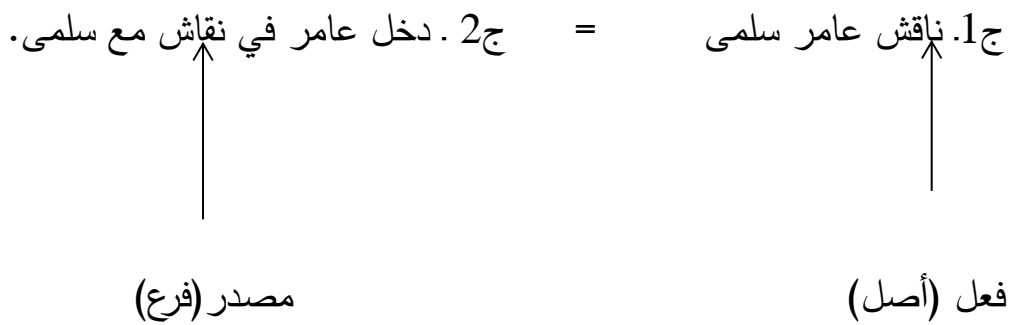 ج1. ناقش عامر سلمى = ج2 . دخل عامر في نقاش مع سلمى.
فعل (أصل) مصدر (فرع)